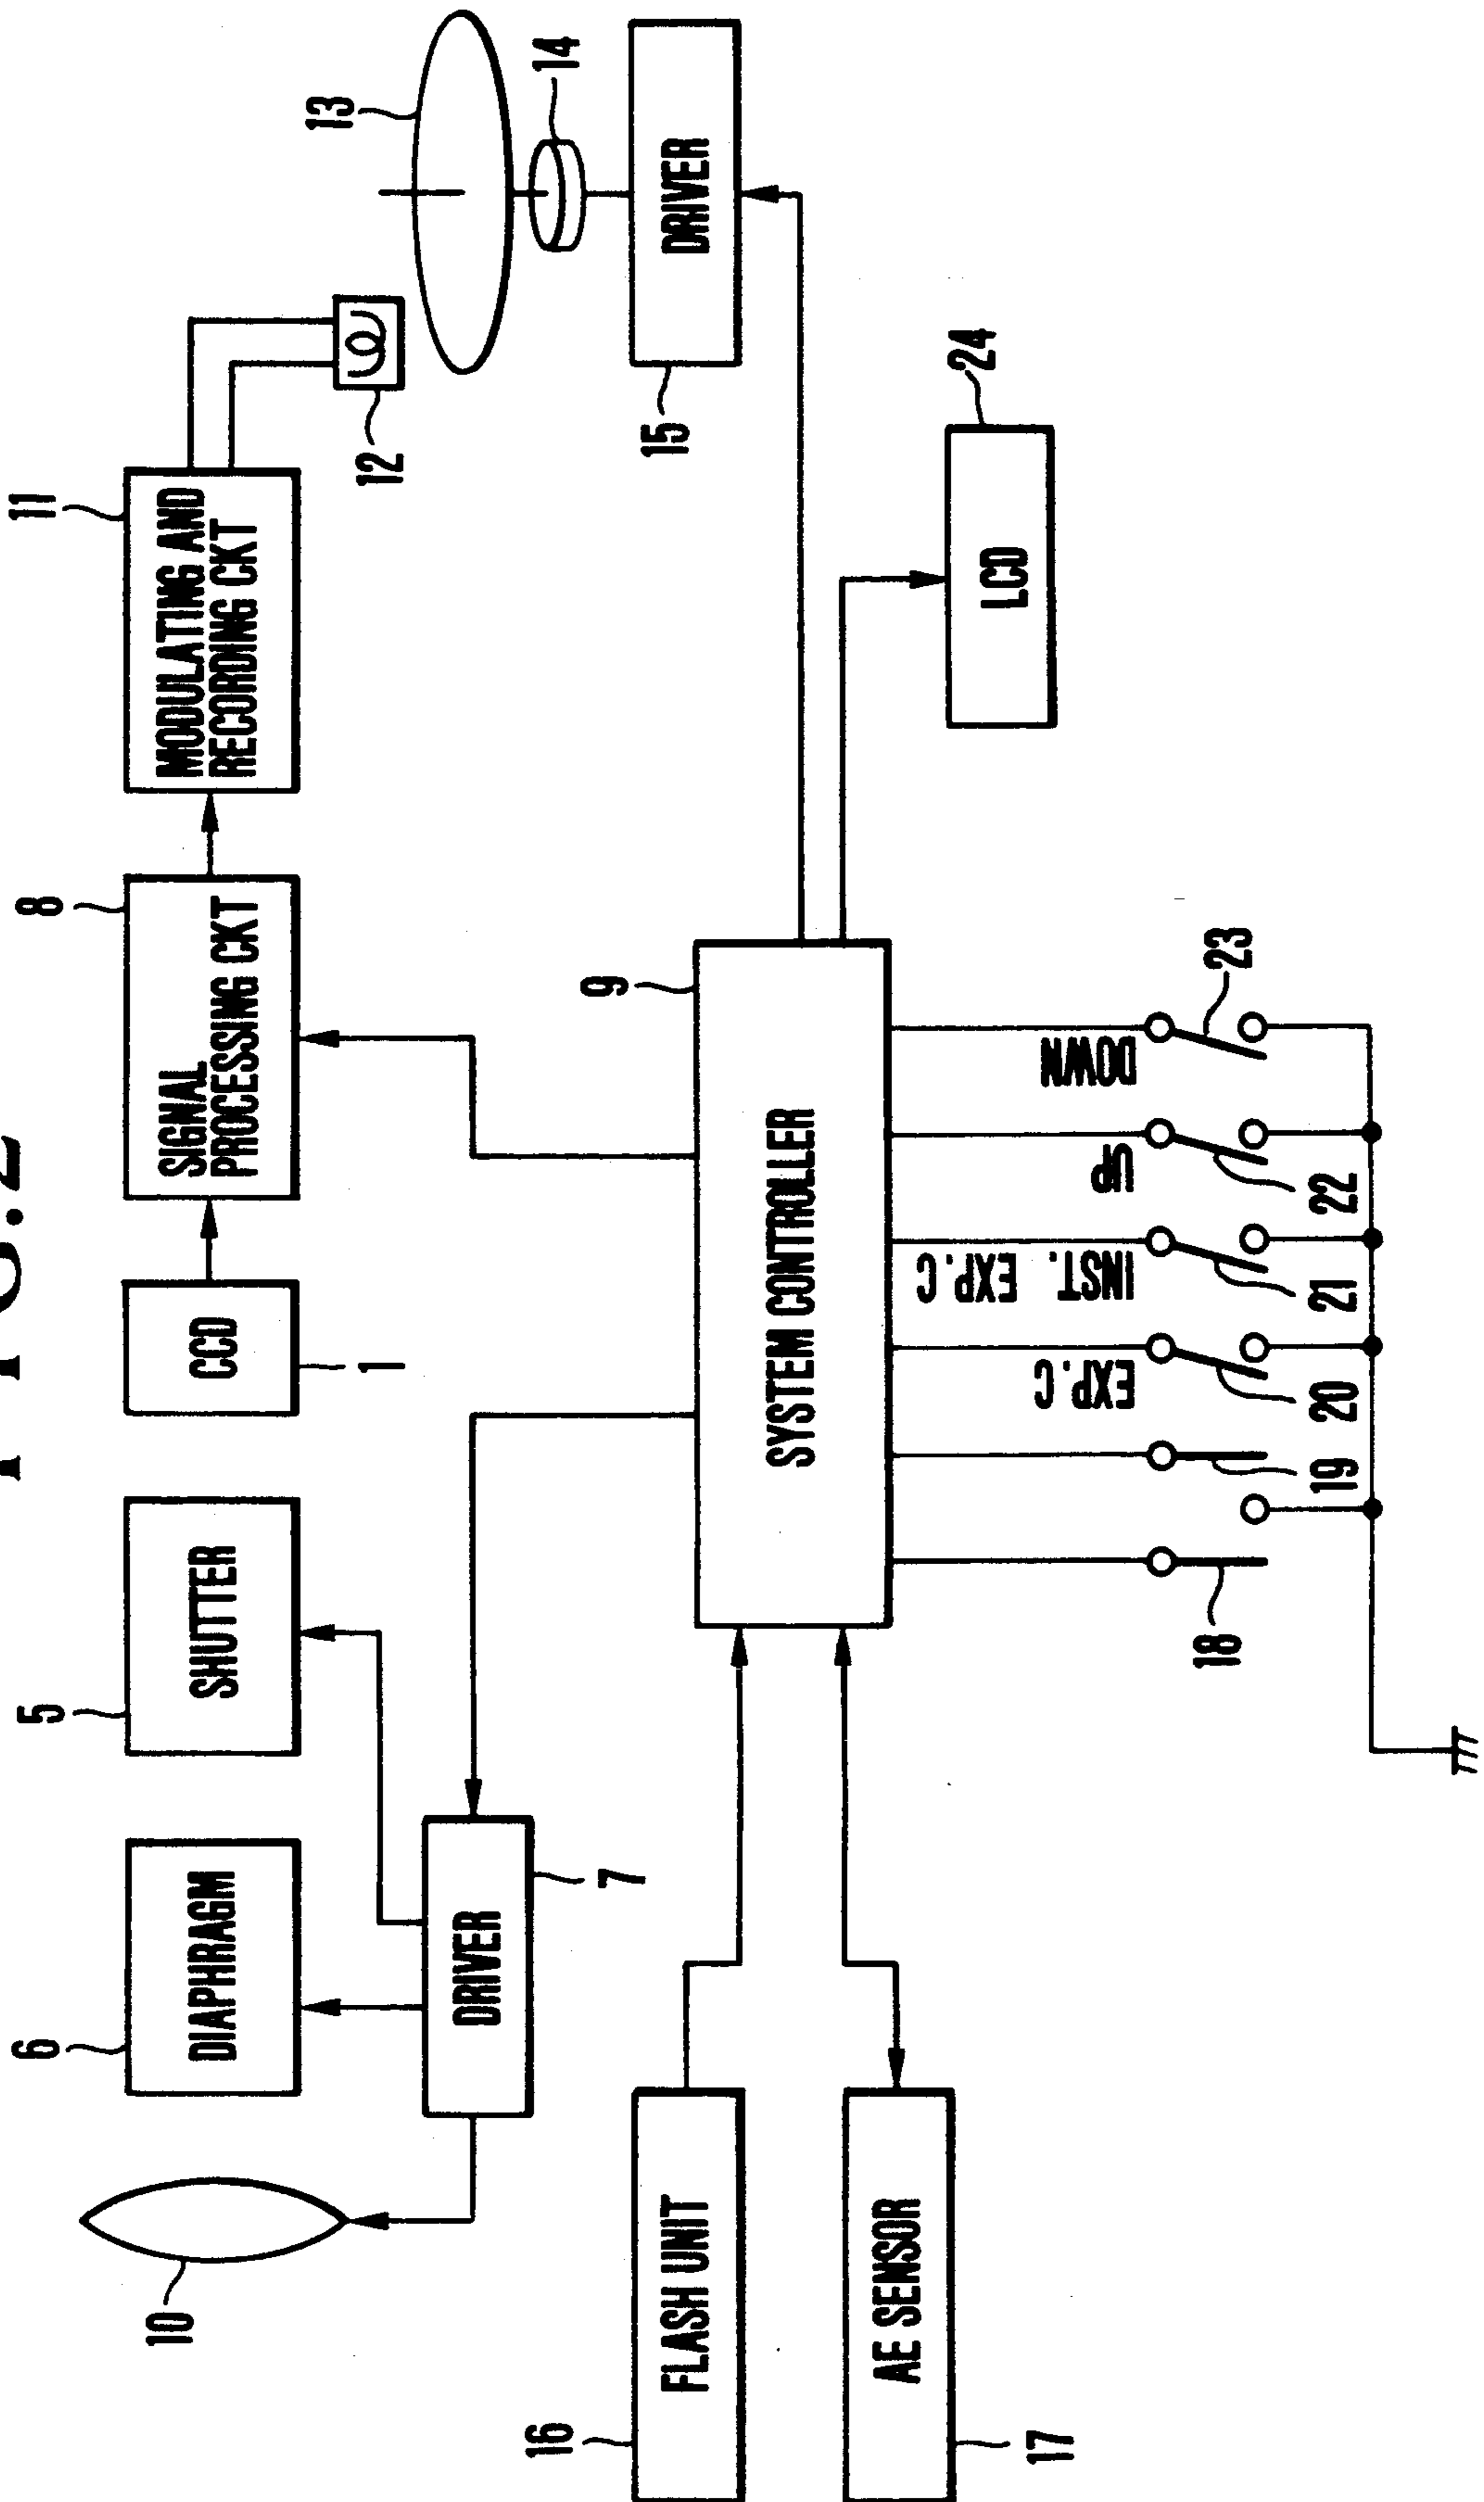 FIG.2
10
6
DIAPHRAGM
5
SHUTTER
CCD
1
8
SIGNAL
PROCESSING CKT
11
MODULATING AND
RECORDING CKT
12
13
14
DRIVER
15
DRIVER
7
9
SYSTEM CONTROLLER
16
FLASH UNIT
AE SENSOR
17
LCD
24
18
19
EXP.C
20
INST. EXP.C
21
UP
22
DOWN
23